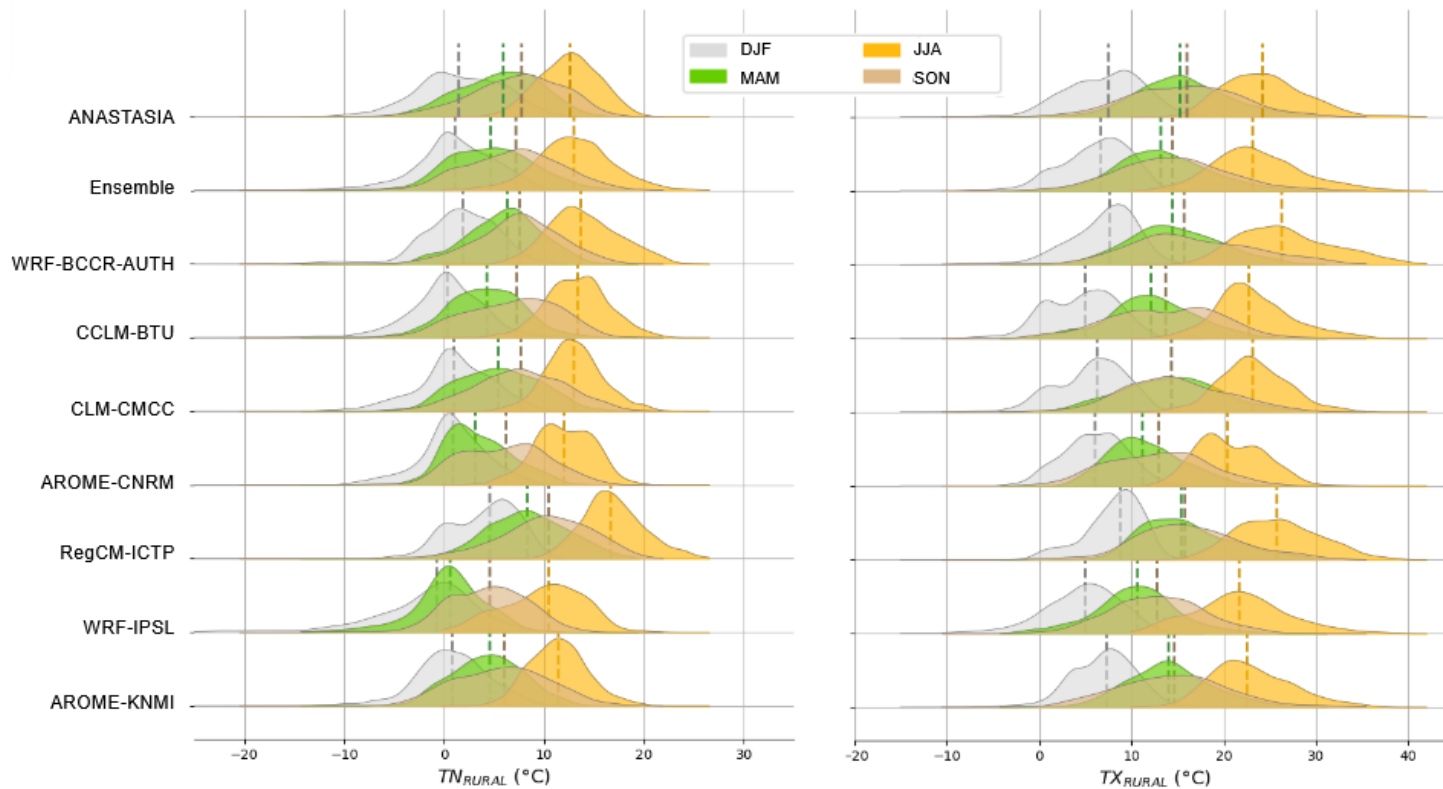 DJF
JJA
MAM
SON
ANASTASIA
Ensemble
WRF-BCCR-AUTH
CCLM-BTU
CLM-CMCC
AROME-CNRM
RegCM-ICTP
WRF-IPSL
AROME-KNMI
−20 −10 0 10 20 30
TN_RURAL (°C)
−20 −10 0 10 20 30 40
TX_RURAL (°C)